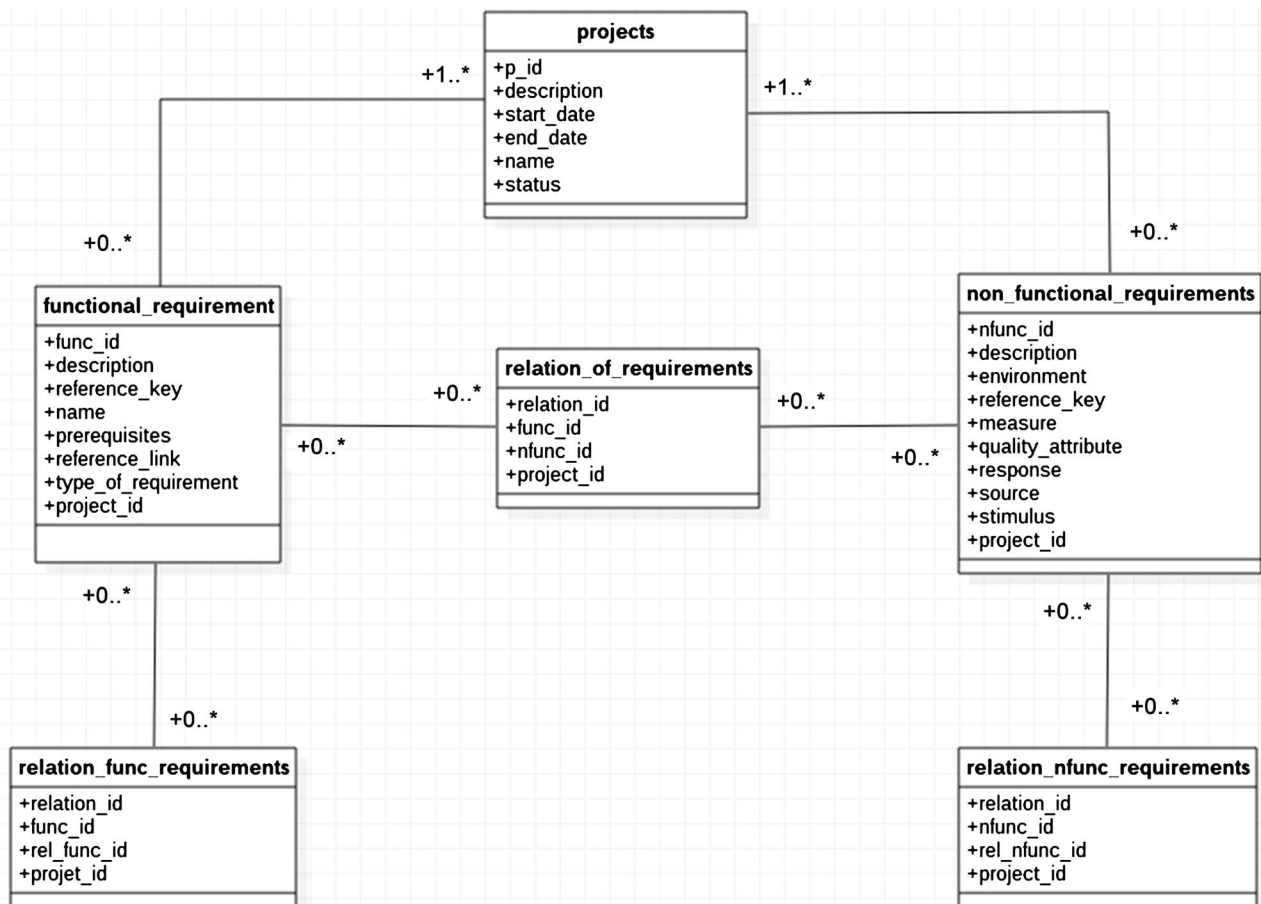 projects
+p_id
+description
+start_date
+end_date
+name
+status
+1..*
+1..*
+0..*
+0..*
functional_requirement
+func_id
+description
+reference_key
+name
+prerequisites
+reference_link
+type_of_requirement
+project_id
+0..*
+0..*
relation_of_requirements
+relation_id
+func_id
+nfunc_id
+project_id
+0..*
+0..*
non_functional_requirements
+nfunc_id
+description
+environment
+reference_key
+measure
+quality_attribute
+response
+source
+stimulus
+project_id
+0..*
+0..*
relation_func_requirements
+relation_id
+func_id
+rel_func_id
+projet_id
+0..*
+0..*
relation_nfunc_requirements
+relation_id
+nfunc_id
+rel_nfunc_id
+project_id